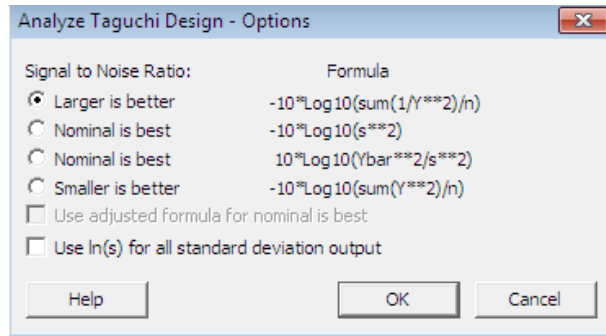 Analyze Taguchi Design - Options
Signal to Noise Ratio: Formula
Larger is better -10*Log10(sum(1/Y**2)/n)
Nominal is best -10*Log10(s**2)
Nominal is best 10*Log10(Ybar**2/s**2)
Smaller is better -10*Log10(sum(Y**2)/n)
Use adjusted formula for nominal is best
Use ln(s) for all standard deviation output
Help OK Cancel